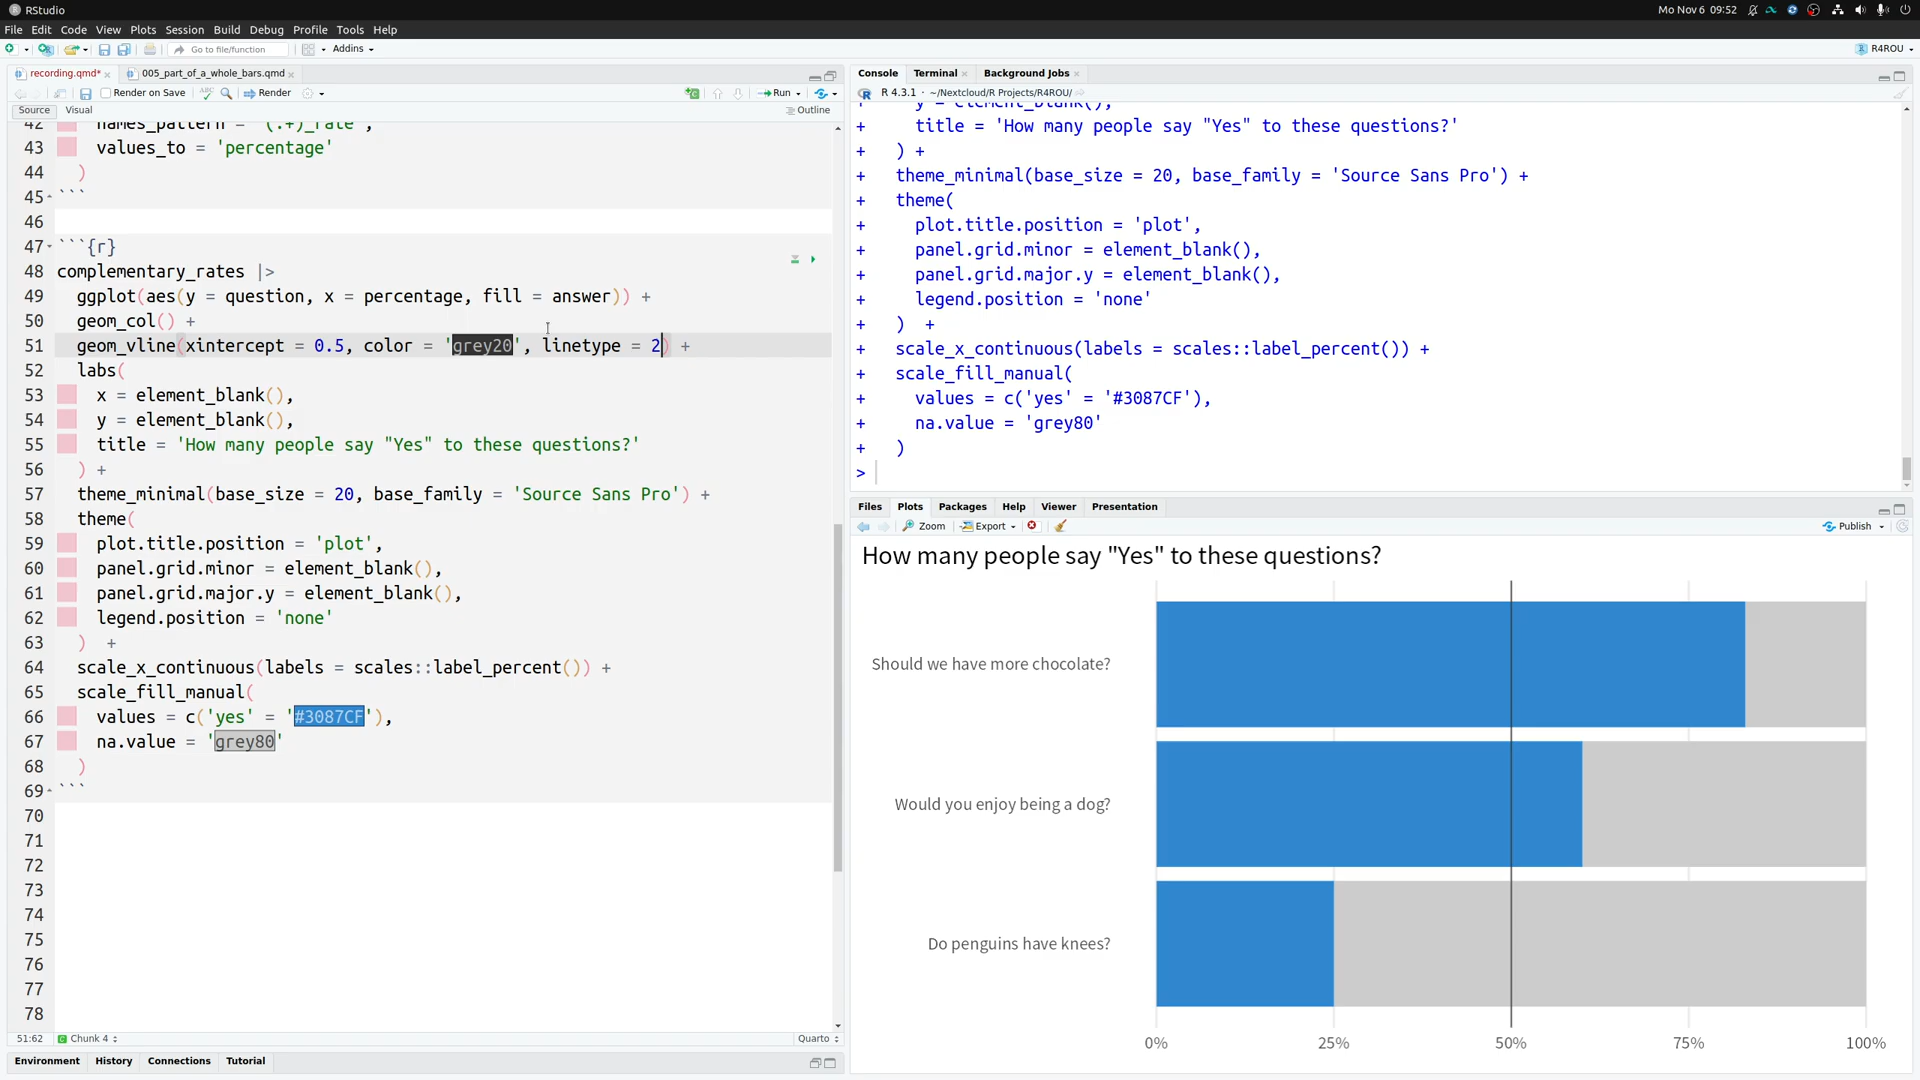 RStudio
Mo Nov 6 09:52
File Edit Code View Plots Session Build Debug Profile Tools Help
Go to file/function
Addins
R4ROU
recording.qmd*
005_part_of_a_whole_bars.qmd
Render on Save
Render
Run
Source
Visual
Outline
42 names_pattern = '(.+)_rate',
43 values_to = 'percentage'
44 )
45 ```
46
47 ```{r}
48 complementary_rates |>
49 ggplot(aes(y = question, x = percentage, fill = answer)) +
50 geom_col() +
51 geom_vline(xintercept = 0.5, color = 'grey20', linetype = 2) +
52 labs(
53 x = element_blank(),
54 y = element_blank(),
55 title = 'How many people say "Yes" to these questions?'
56 ) +
57 theme_minimal(base_size = 20, base_family = 'Source Sans Pro') +
58 theme(
59 plot.title.position = 'plot',
60 panel.grid.minor = element_blank(),
61 panel.grid.major.y = element_blank(),
62 legend.position = 'none'
63 )  +
64 scale_x_continuous(labels = scales::label_percent()) +
65 scale_fill_manual(
66 values = c('yes' = '#3087CF'),
67 na.value = 'grey80'
68 )
69 ```
70
71
72
73
74
75
76
77
78
51:62
Chunk 4
Quarto
Environment History Connections Tutorial
Console Terminal Background Jobs
R 4.3.1 · ~/Nextcloud/R Projects/R4ROU/
+ y = element_blank(),
+ title = 'How many people say "Yes" to these questions?'
+ ) +
+ theme_minimal(base_size = 20, base_family = 'Source Sans Pro') +
+ theme(
+ plot.title.position = 'plot',
+ panel.grid.minor = element_blank(),
+ panel.grid.major.y = element_blank(),
+ legend.position = 'none'
+ )  +
+ scale_x_continuous(labels = scales::label_percent()) +
+ scale_fill_manual(
+ values = c('yes' = '#3087CF'),
+ na.value = 'grey80'
+ )
>
Files Plots Packages Help Viewer Presentation
Zoom
Export
Publish
How many people say "Yes" to these questions?
Should we have more chocolate?
Would you enjoy being a dog?
Do penguins have knees?
0% 25% 50% 75% 100%